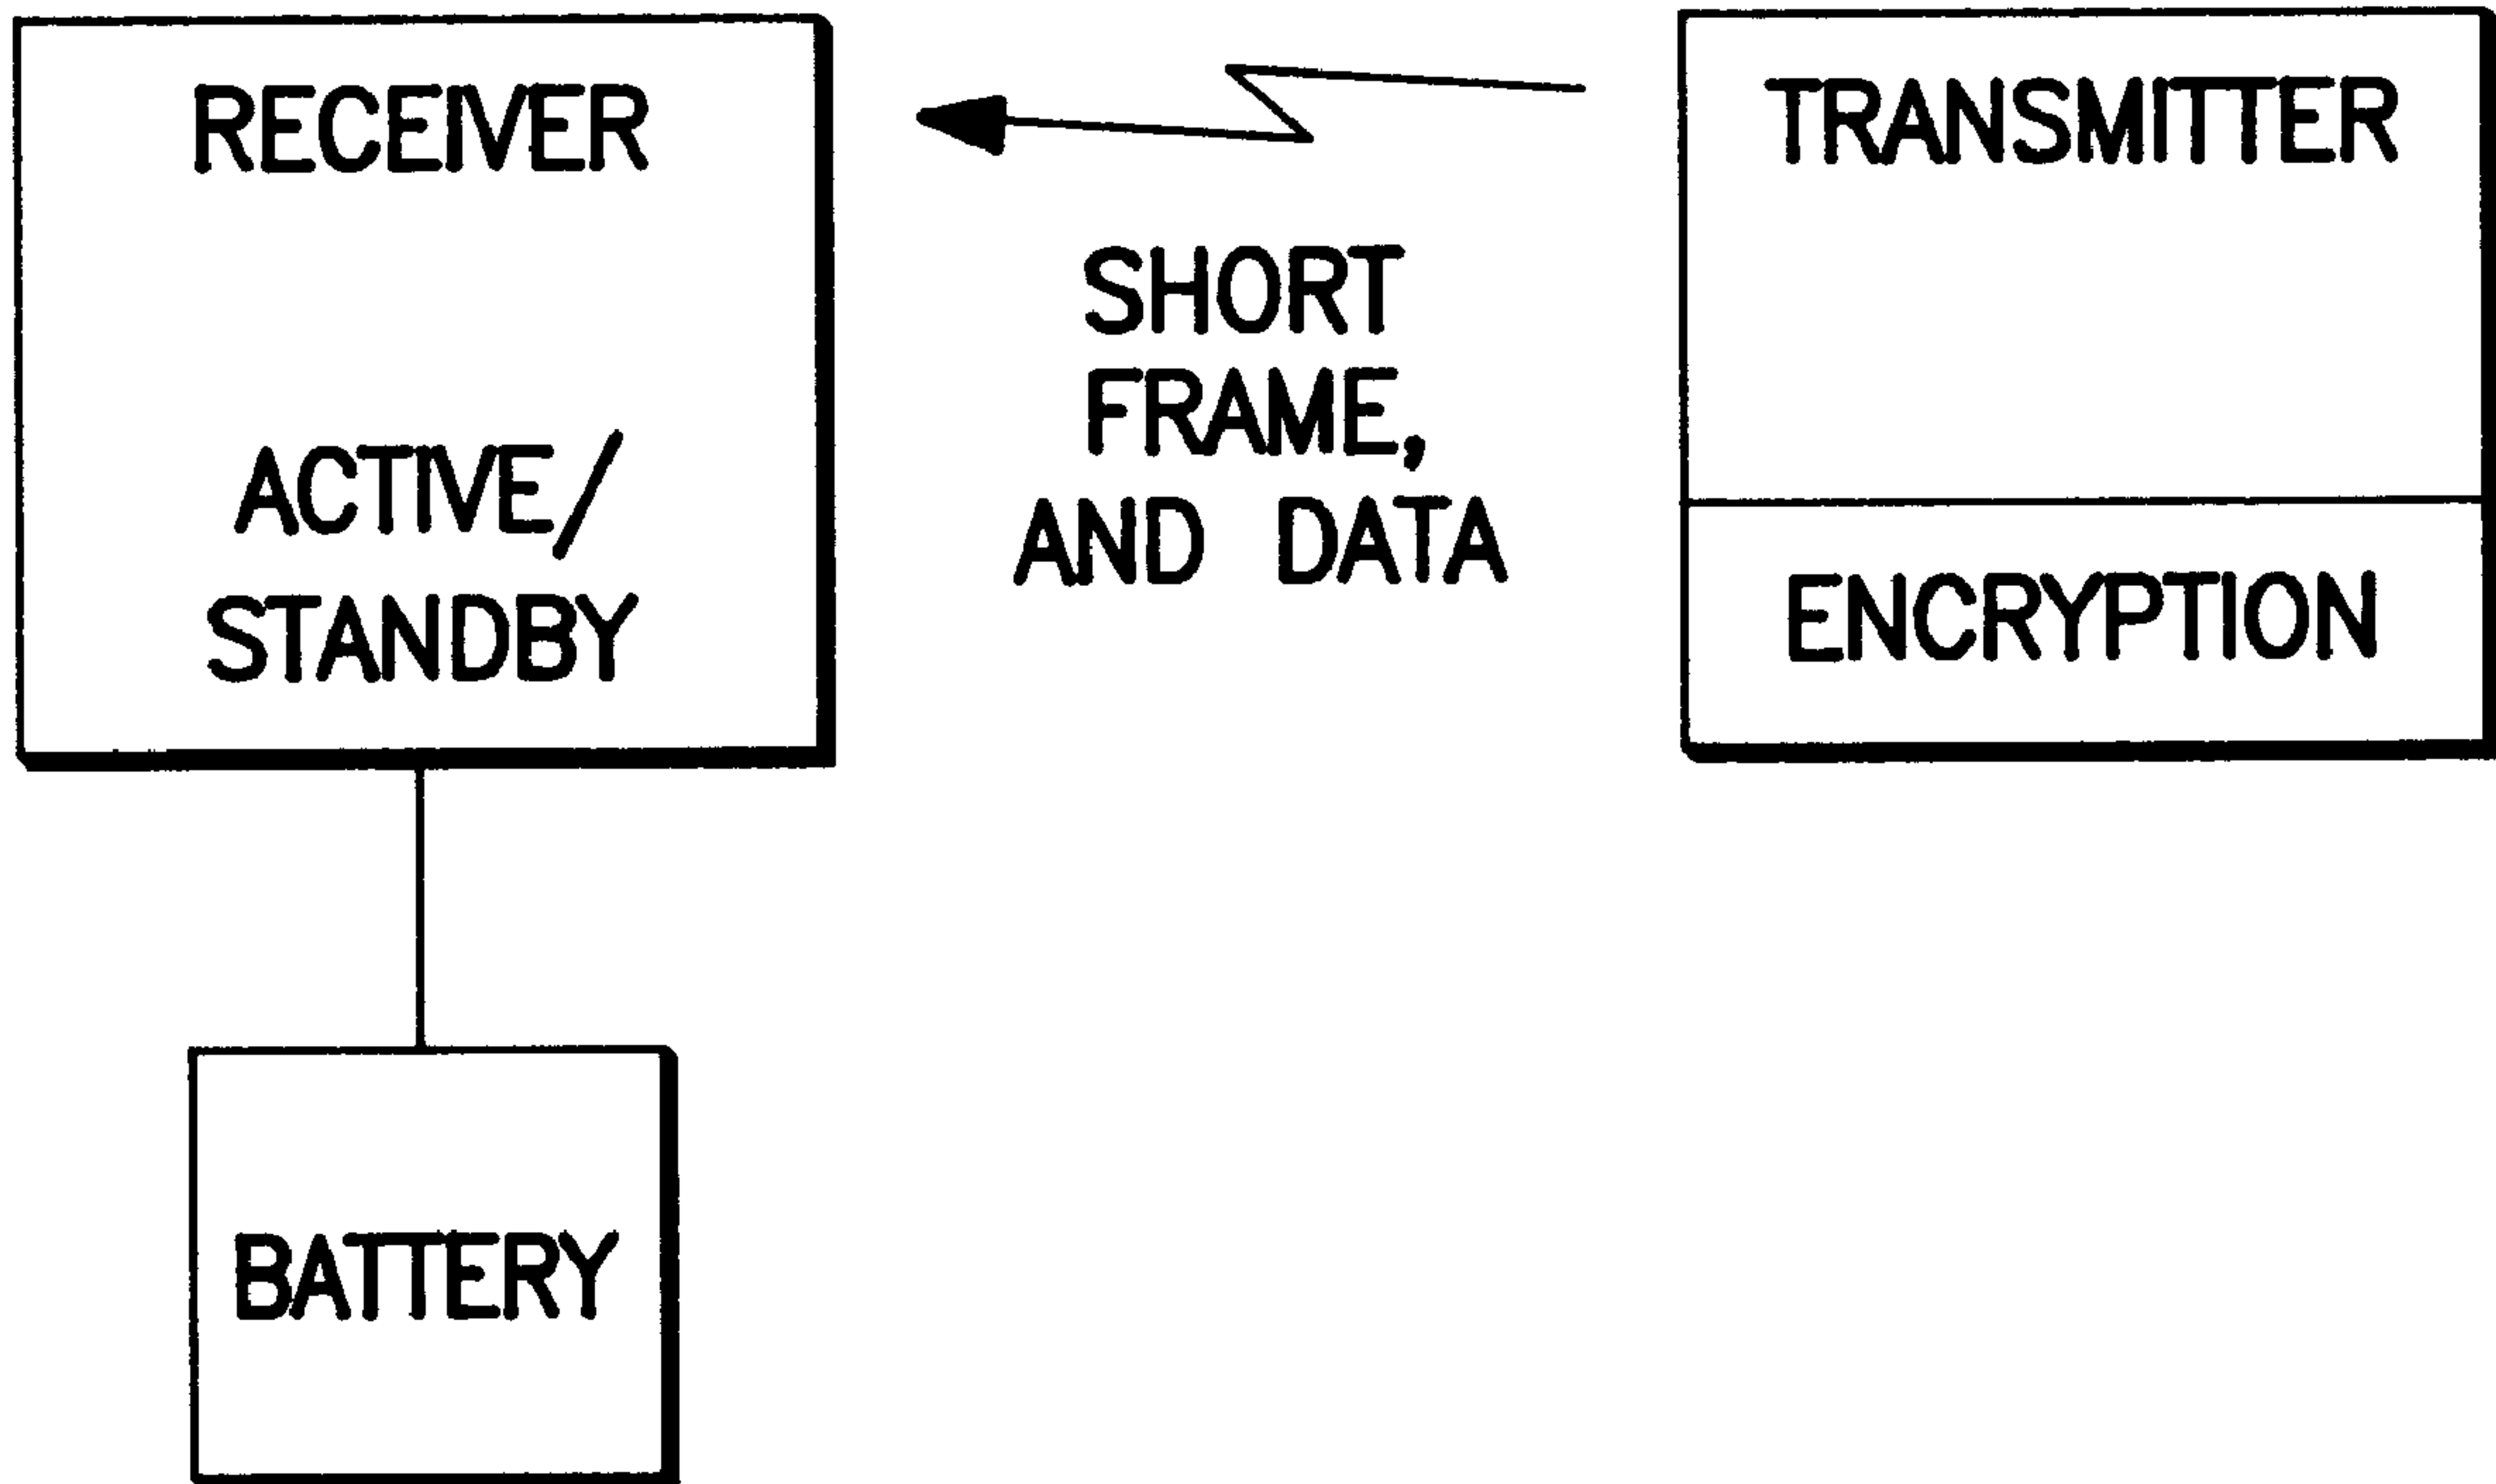 RECEIVER
ACTIVE/
STANDBY
SHORT
FRAME,
AND DATA
TRANSMITTER
ENCRYPTION
BATTERY